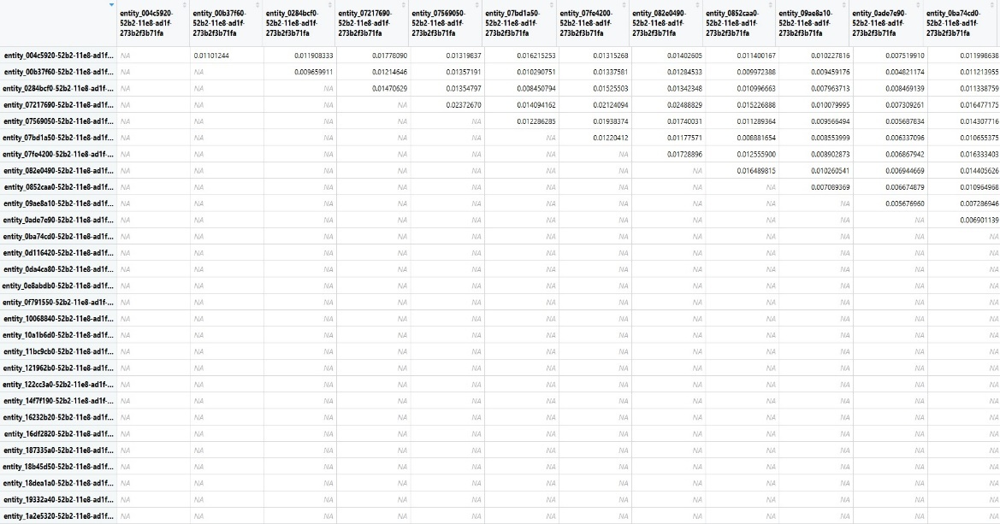 entity_004c5920- entity_00b37f60- entity_0284bcf0- entity_07217690- entity_07569050- entity_07bd1a50- entity_07fe4200- entity_082e0490- entity_0852caa0- entity_09ae8a10- entity_0ade7e90- entity_0ba74cd0-
52b2-11e8-ad1f- 52b2-11e8-ad1f- 52b2-11e8-ad1f- 52b2-11e8-ad1f- 52b2-11e8-ad1f- 52b2-11e8-ad1f- 52b2-11e8-ad1f- 52b2-11e8-ad1f- 52b2-11e8-ad1f- 52b2-11e8-ad1f- 52b2-11e8-ad1f- 52b2-11e8-ad1f-
273b2f3b71fa 273b2f3b71fa 273b2f3b71fa 273b2f3b71fa 273b2f3b71fa 273b2f3b71fa 273b2f3b71fa 273b2f3b71fa 273b2f3b71fa 273b2f3b71fa 273b2f3b71fa 273b2f3b71fa
entity_004c5920-52b2-11e8-ad1f... NA 0.01101244 0.011908333 0.01778090 0.01319837 0.016215253 0.01315268 0.01402605 0.011400167 0.010227816 0.007519910 0.011998638
entity_00b37f60-52b2-11e8-ad1f... NA NA 0.009659911 0.01214646 0.01357191 0.010290751 0.01337581 0.01284533 0.009972388 0.009459176 0.004821174 0.011213955
entity_0284bcf0-52b2-11e8-ad1f... NA NA NA 0.01470629 0.01354797 0.008450794 0.01525503 0.01342348 0.010996663 0.007963713 0.008469139 0.011338759
entity_07217690-52b2-11e8-ad1f... NA NA NA NA 0.02372670 0.014094162 0.02124094 0.02488829 0.015226888 0.010079995 0.007309261 0.016477175
entity_07569050-52b2-11e8-ad1f... NA NA NA NA NA 0.012286285 0.01938374 0.01740031 0.011289364 0.009566494 0.005687834 0.014307716
entity_07bd1a50-52b2-11e8-ad1f... NA NA NA NA NA NA 0.01220412 0.01177571 0.008881654 0.008553999 0.006337096 0.010655375
entity_07fe4200-52b2-11e8-ad1f-... NA NA NA NA NA NA NA 0.01728896 0.012555900 0.008902873 0.006867942 0.016333403
entity_082e0490-52b2-11e8-ad1f... NA NA NA NA NA NA NA NA 0.016489815 0.010260541 0.006944669 0.014405626
entity_0852caa0-52b2-11e8-ad1f... NA NA NA NA NA NA NA NA NA 0.007089369 0.006674879 0.010964968
entity_09ae8a10-52b2-11e8-ad1f... NA NA NA NA NA NA NA NA NA NA 0.005676960 0.007286946
entity_0ade7e90-52b2-11e8-ad1f... NA NA NA NA NA NA NA NA NA NA NA 0.006901139
entity_0ba74cd0-52b2-11e8-ad1f... NA NA NA NA NA NA NA NA NA NA NA NA
entity_0d116420-52b2-11e8-ad1f... NA NA NA NA NA NA NA NA NA NA NA NA
entity_0da4ca80-52b2-11e8-ad1f... NA NA NA NA NA NA NA NA NA NA NA NA
entity_0e8abdb0-52b2-11e8-ad1f... NA NA NA NA NA NA NA NA NA NA NA NA
entity_0f791550-52b2-11e8-ad1f-... NA NA NA NA NA NA NA NA NA NA NA NA
entity_10068840-52b2-11e8-ad1f... NA NA NA NA NA NA NA NA NA NA NA NA
entity_10a1b6d0-52b2-11e8-ad1f... NA NA NA NA NA NA NA NA NA NA NA NA
entity_11bc9cb0-52b2-11e8-ad1f... NA NA NA NA NA NA NA NA NA NA NA NA
entity_121962b0-52b2-11e8-ad1f... NA NA NA NA NA NA NA NA NA NA NA NA
entity_122cc3a0-52b2-11e8-ad1f-... NA NA NA NA NA NA NA NA NA NA NA NA
entity_14f7f190-52b2-11e8-ad1f-... NA NA NA NA NA NA NA NA NA NA NA NA
entity_16232b20-52b2-11e8-ad1f... NA NA NA NA NA NA NA NA NA NA NA NA
entity_16df2820-52b2-11e8-ad1f... NA NA NA NA NA NA NA NA NA NA NA NA
entity_187335a0-52b2-11e8-ad1f... NA NA NA NA NA NA NA NA NA NA NA NA
entity_18b45d50-52b2-11e8-ad1f... NA NA NA NA NA NA NA NA NA NA NA NA
entity_18dea1a0-52b2-11e8-ad1f... NA NA NA NA NA NA NA NA NA NA NA NA
entity_19332a40-52b2-11e8-ad1f... NA NA NA NA NA NA NA NA NA NA NA NA
entity_1a2e5320-52b2-11e8-ad1f... NA NA NA NA NA NA NA NA NA NA NA NA